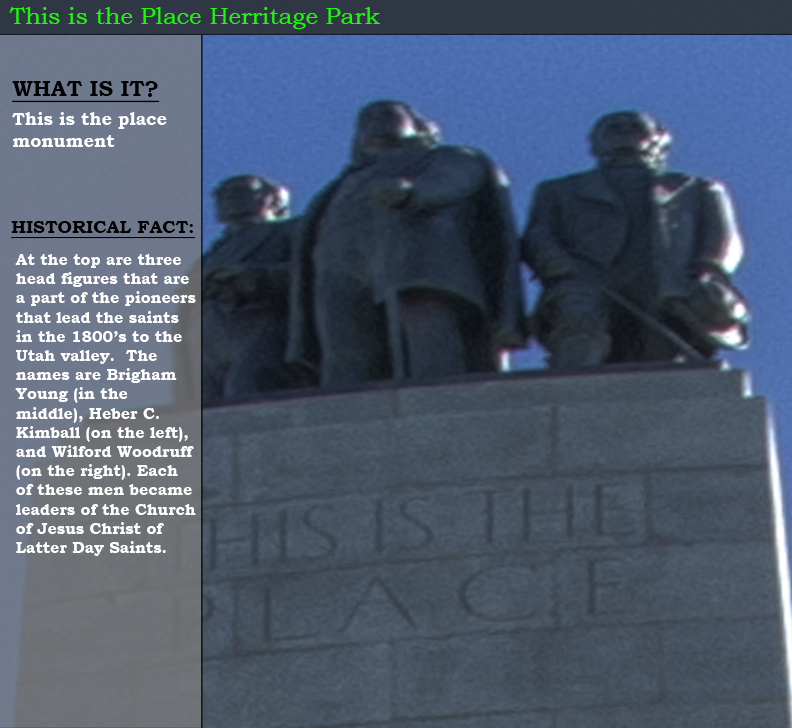 This is the Place Herritage Park
WHAT IS IT?
This is the place
monument
HISTORICAL FACT:
At the top are three
head figures that are
a part of the pioneers
that lead the saints
in the 1800's to the
Utah valley. The
names are Brigham
Young (in the
middle), Heber C.
Kimball (on the left),
and Wilford Woodruff
(on the right). Each
of these men became
leaders of the Church
of Jesus Christ of
Latter Day Saints.
THIS IS THE
PLACE